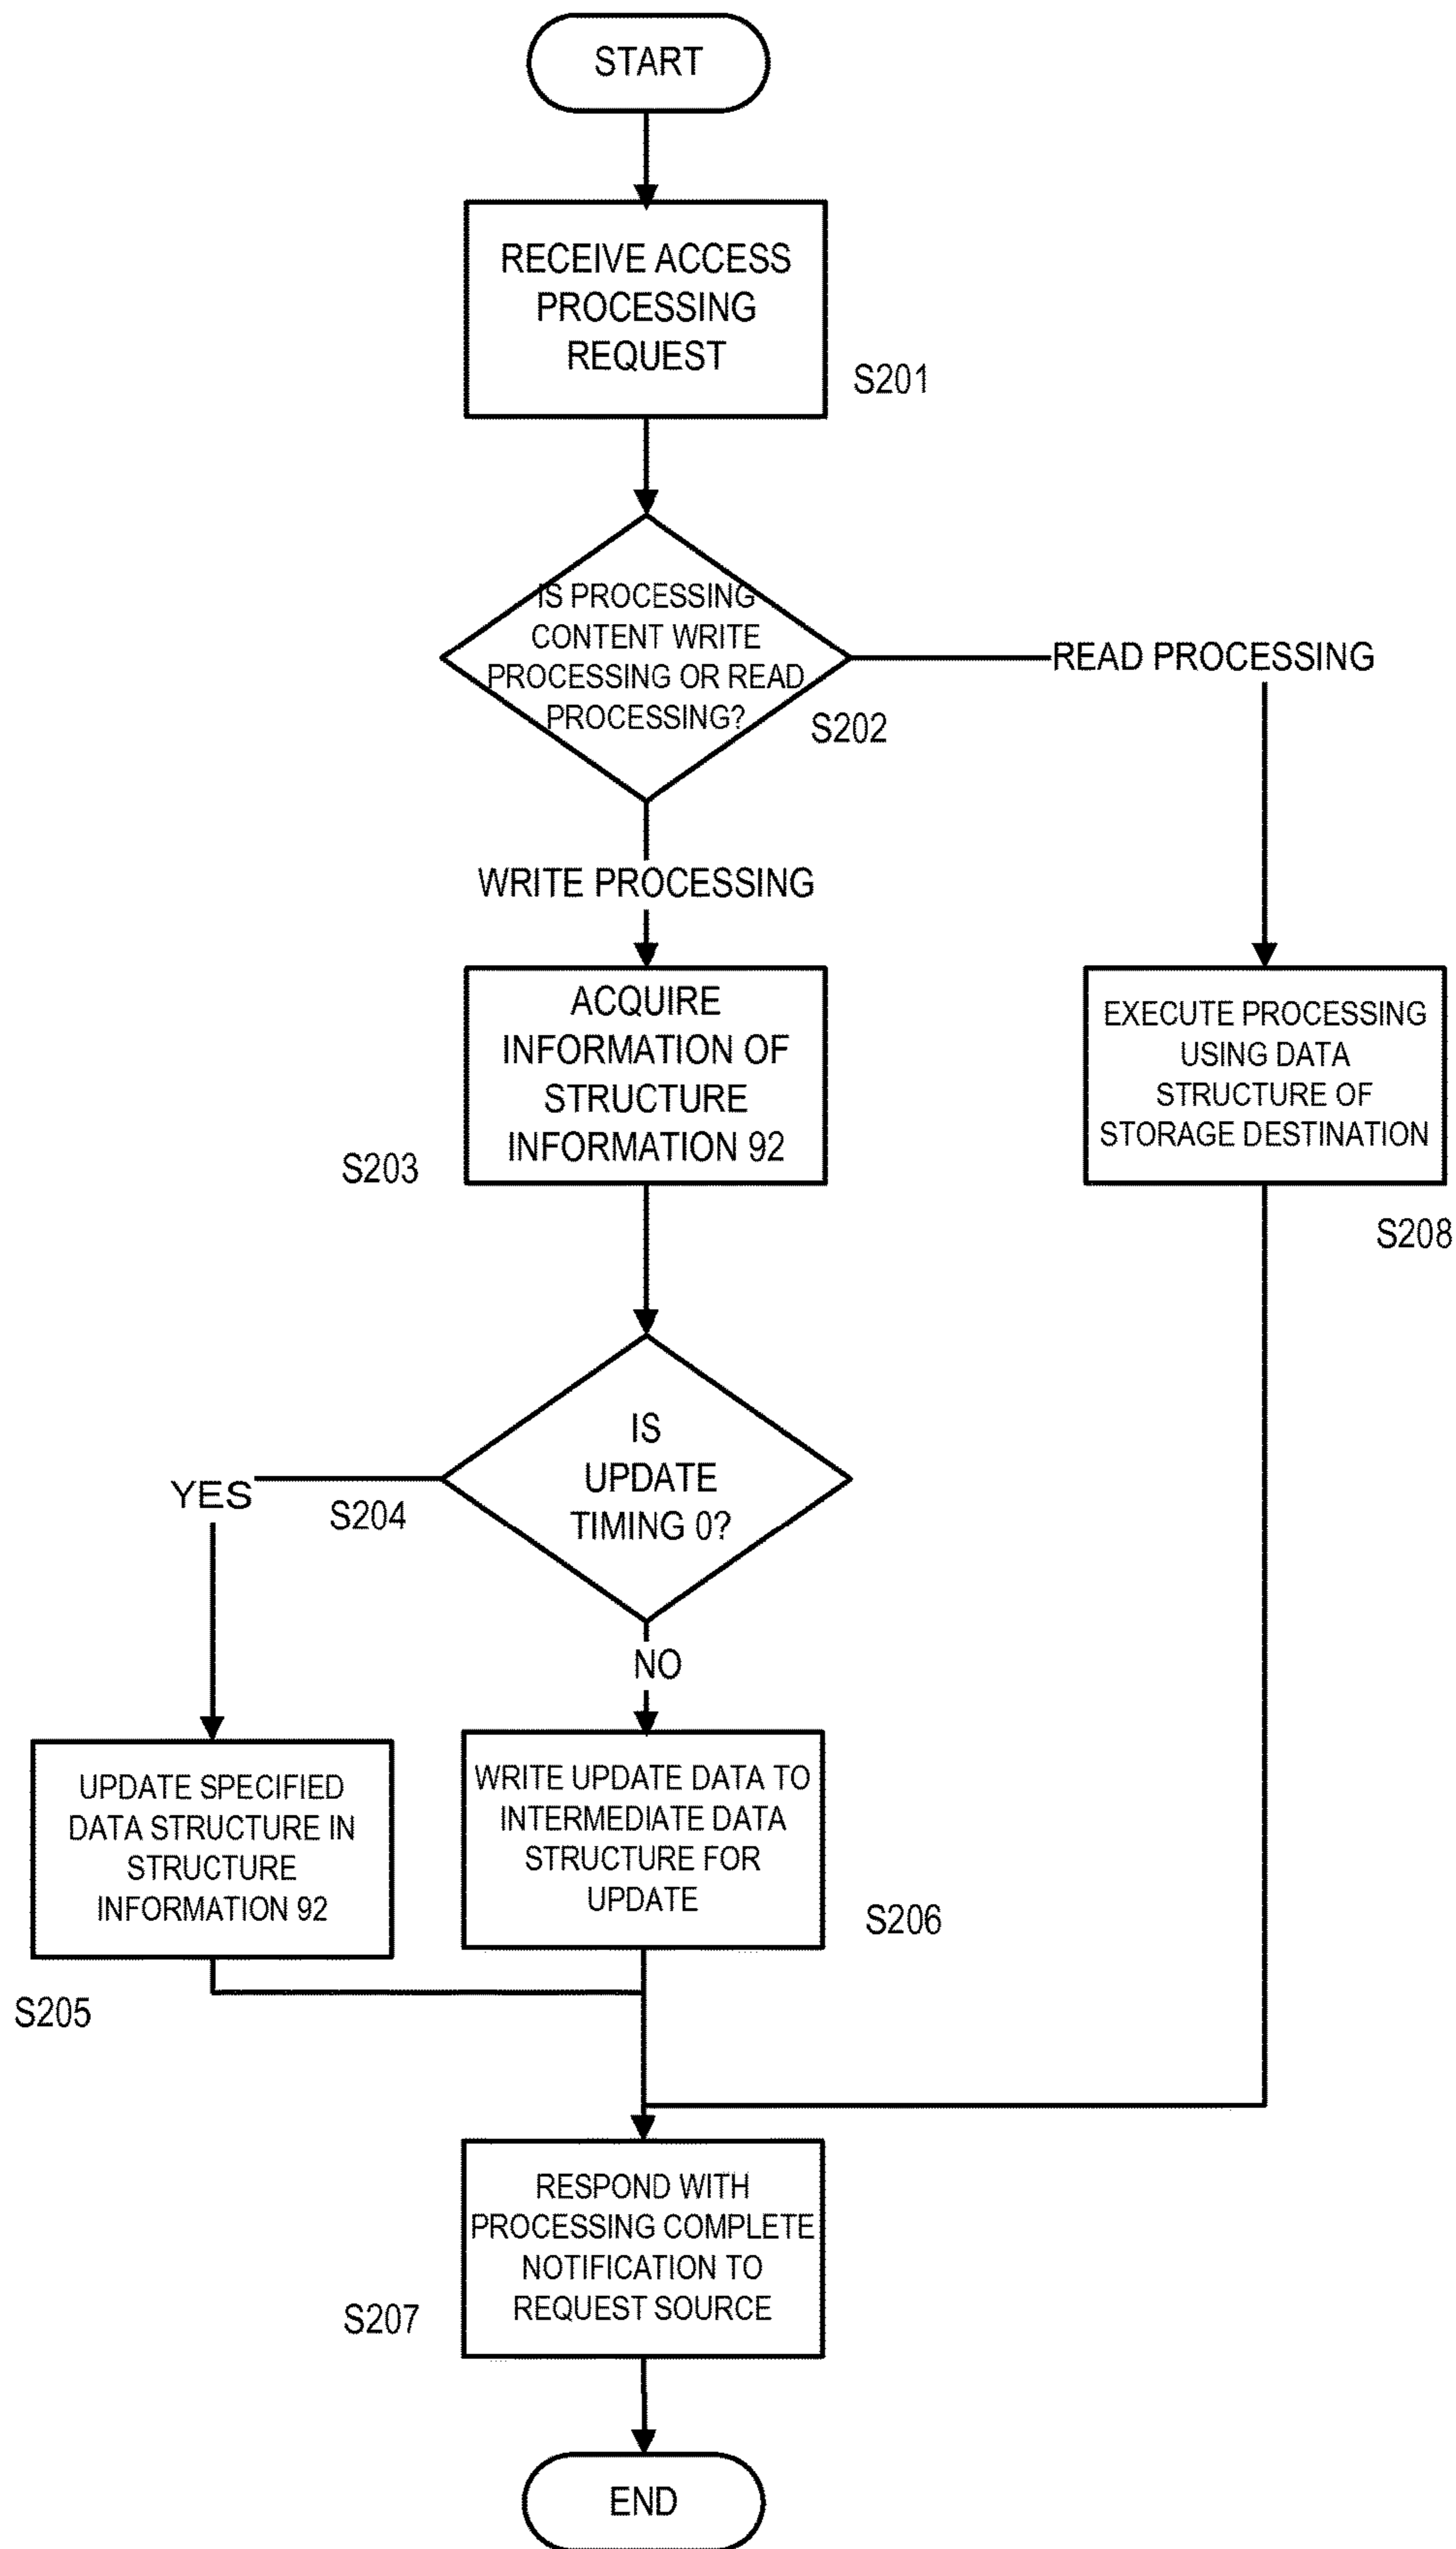 START
RECEIVE ACCESS
PROCESSING
REQUEST
S201
IS PROCESSING
CONTENT WRITE
PROCESSING OR READ
PROCESSING?
S202
READ PROCESSING
WRITE PROCESSING
ACQUIRE
INFORMATION OF
STRUCTURE
INFORMATION 92
S203
EXECUTE PROCESSING
USING DATA
STRUCTURE OF
STORAGE DESTINATION
S208
IS
UPDATE
TIMING 0?
S204
YES
NO
UPDATE SPECIFIED
DATA STRUCTURE IN
STRUCTURE
INFORMATION 92
S205
WRITE UPDATE DATA TO
INTERMEDIATE DATA
STRUCTURE FOR
UPDATE
S206
RESPOND WITH
PROCESSING COMPLETE
NOTIFICATION TO
REQUEST SOURCE
S207
END